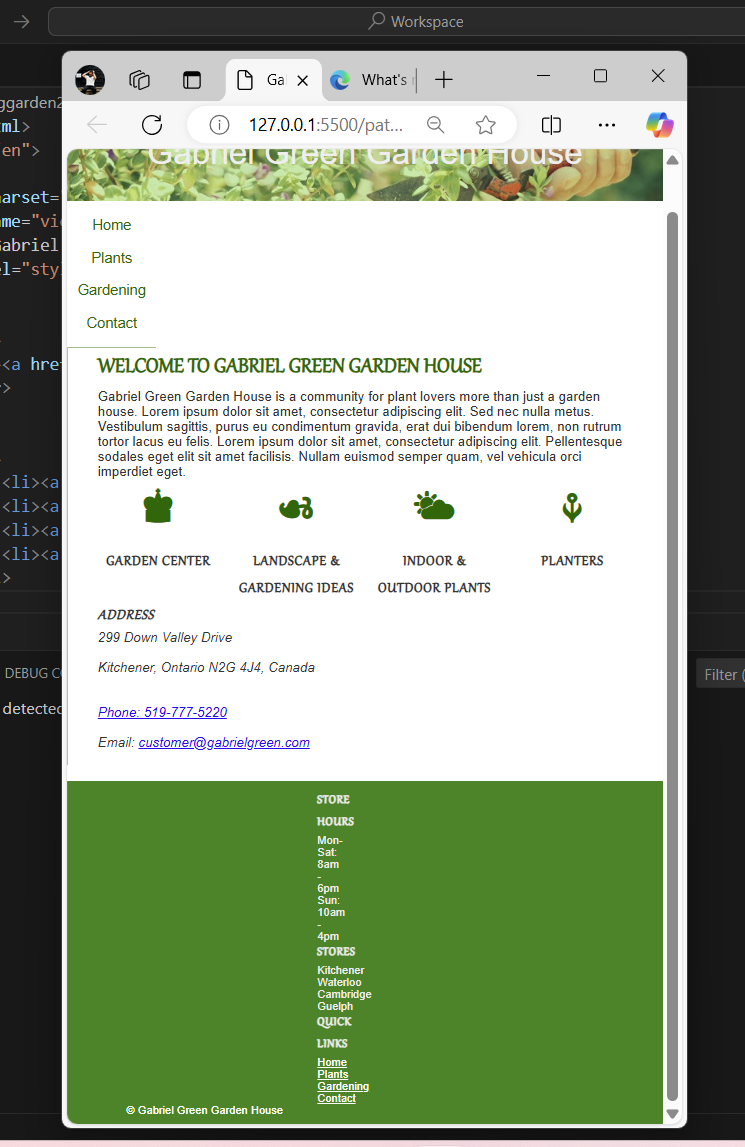 Workspace
Gal
What's
127.0.0.1:5500/pat...
ggarden2
ml>
en">
arset=
ame="vi
Gabriel
el="sty
<a hre
>
<li><a
<li><a
<li><a
<li><a
>
DEBUG CO
Filter (
detected
Gabriel Green Garden House
Home
Plants
Gardening
Contact
WELCOME TO GABRIEL GREEN GARDEN HOUSE
Gabriel Green Garden House is a community for plant lovers more than just a garden
house. Lorem ipsum dolor sit amet, consectetur adipiscing elit. Sed nec nulla metus.
Vestibulum sagittis, purus eu condimentum gravida, erat dui bibendum lorem, non rutrum
tortor lacus eu felis. Lorem ipsum dolor sit amet, consectetur adipiscing elit. Pellentesque
sodales eget elit sit amet facilisis. Nullam euismod semper quam, vel vehicula orci
imperdiet eget.
GARDEN CENTER
LANDSCAPE &
GARDENING IDEAS
INDOOR &
OUTDOOR PLANTS
PLANTERS
ADDRESS
299 Down Valley Drive
Kitchener, Ontario N2G 4J4, Canada
Phone: 519-777-5220
Email: customer@gabrielgreen.com
STORE
HOURS
Mon-
Sat:
8am
-
6pm
Sun:
10am
-
4pm
STORES
Kitchener
Waterloo
Cambridge
Guelph
QUICK
LINKS
Home
Plants
Gardening
Contact
© Gabriel Green Garden House